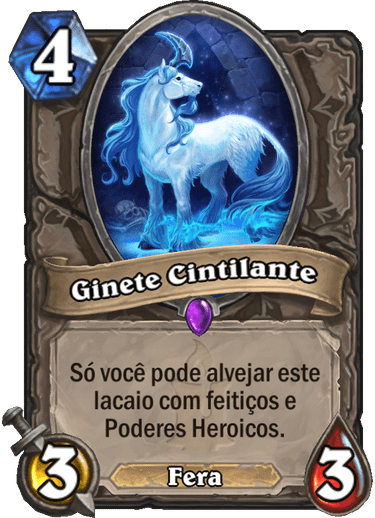 4
Ginete Cintilante
Só você pode alvejar este
lacaio com feitiços e
Poderes Heroicos.
3
Fera
3